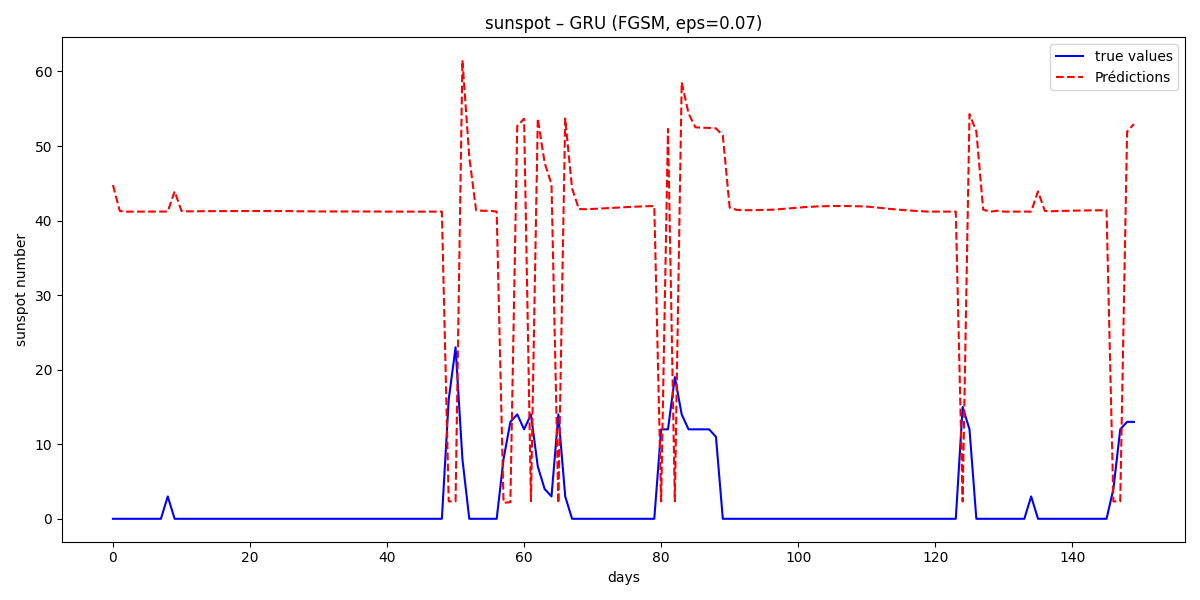 sunspot – GRU (FGSM, eps=0.07)
true values
Prédictions
sunspot number
60
50
40
30
20
10
0
0 20 40 60 80 100 120 140
days